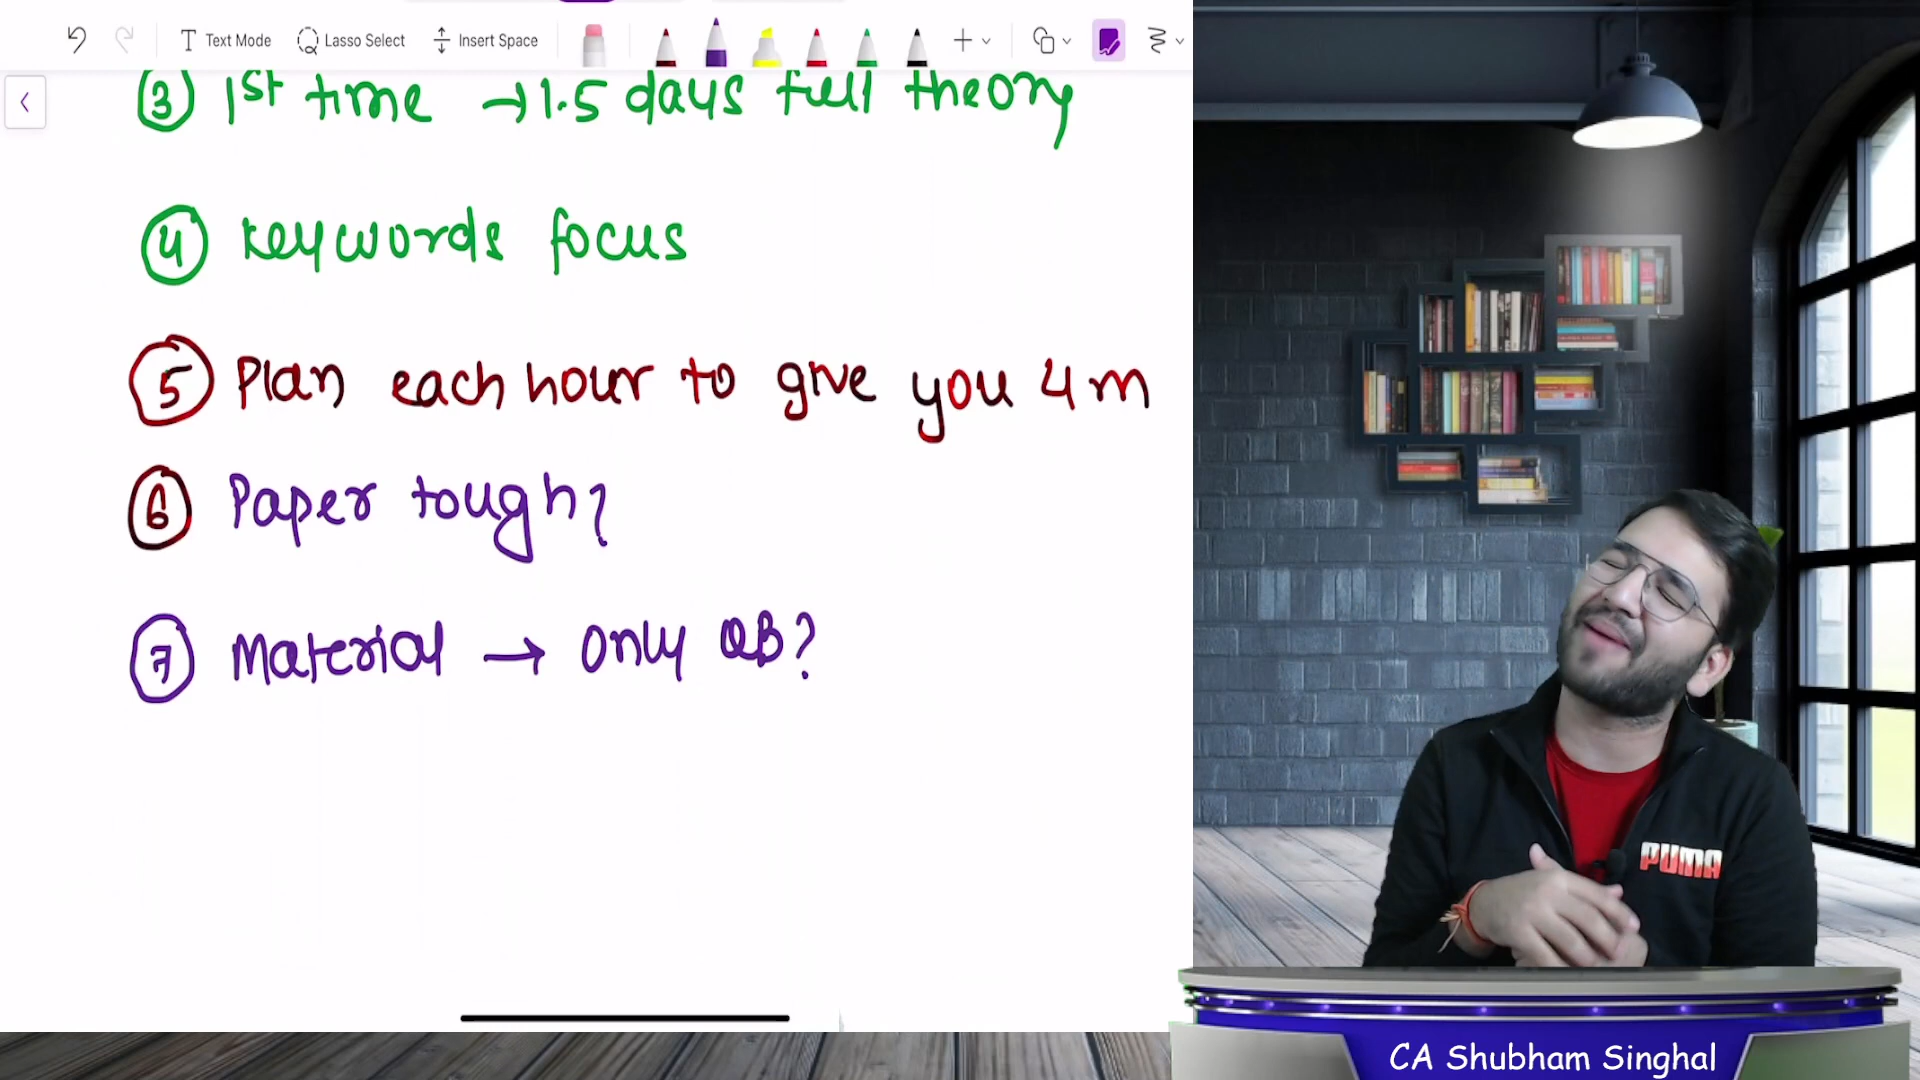 Text Mode Lasso Select Insert Space
3 1st time → 1.5 days full theory
4 Keywords focus
5 Plan each hour to give you 4m
6 Paper tough?
7 Material → Only QB?
PUMA
CA Shubham Singhal